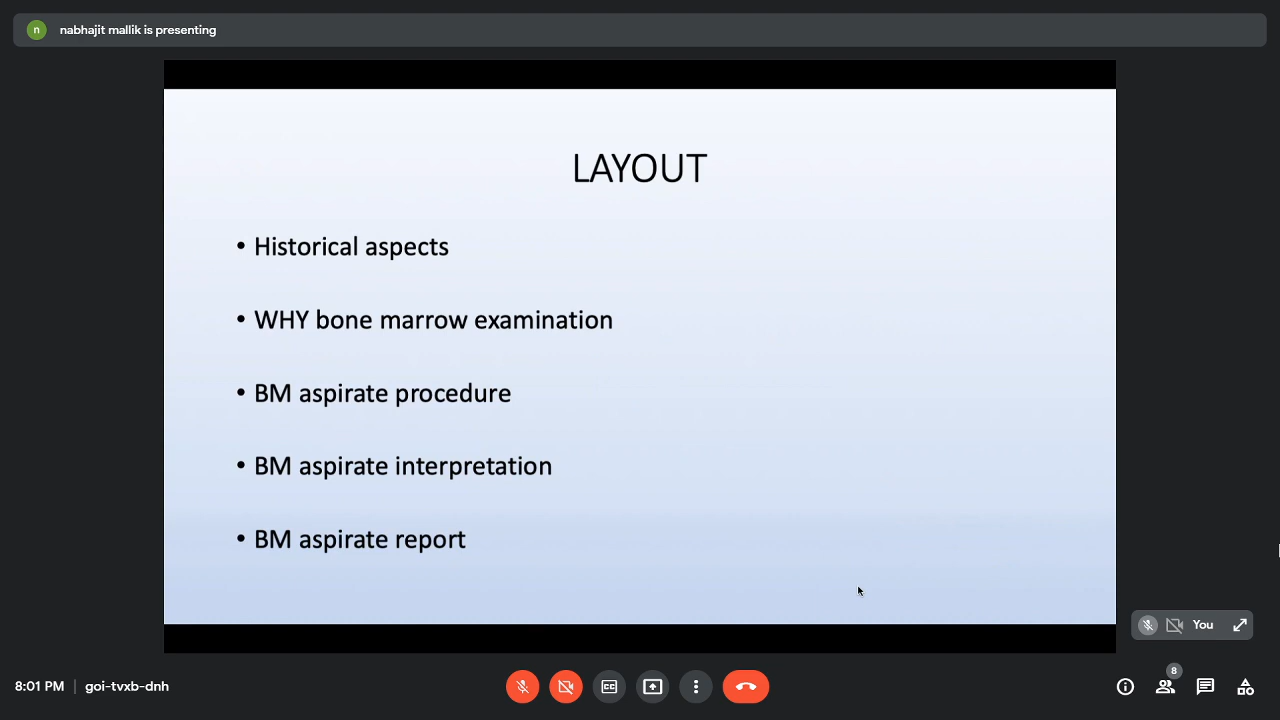 n nabhajit mallik is presenting
LAYOUT
• Historical aspects
• WHY bone marrow examination
• BM aspirate procedure
• BM aspirate interpretation
• BM aspirate report
You
8
8:01 PM | goi-tvxb-dnh
CC